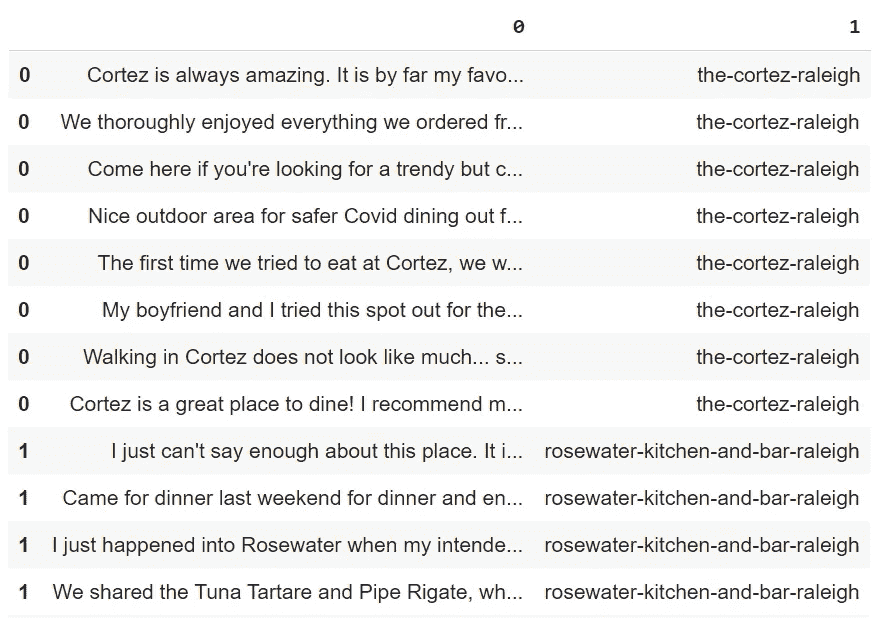 0 1
0 Cortez is always amazing. It is by far my favo... the-cortez-raleigh
0 We thoroughly enjoyed everything we ordered fr... the-cortez-raleigh
0 Come here if you're looking for a trendy but c... the-cortez-raleigh
0 Nice outdoor area for safer Covid dining out f... the-cortez-raleigh
0 The first time we tried to eat at Cortez, we w... the-cortez-raleigh
0 My boyfriend and I tried this spot out for the... the-cortez-raleigh
0 Walking in Cortez does not look like much... s... the-cortez-raleigh
0 Cortez is a great place to dine! I recommend m... the-cortez-raleigh
1 I just can't say enough about this place. It i... rosewater-kitchen-and-bar-raleigh
1 Came for dinner last weekend for dinner and en... rosewater-kitchen-and-bar-raleigh
1 I just happened into Rosewater when my intende... rosewater-kitchen-and-bar-raleigh
1 We shared the Tuna Tartare and Pipe Rigate, wh... rosewater-kitchen-and-bar-raleigh